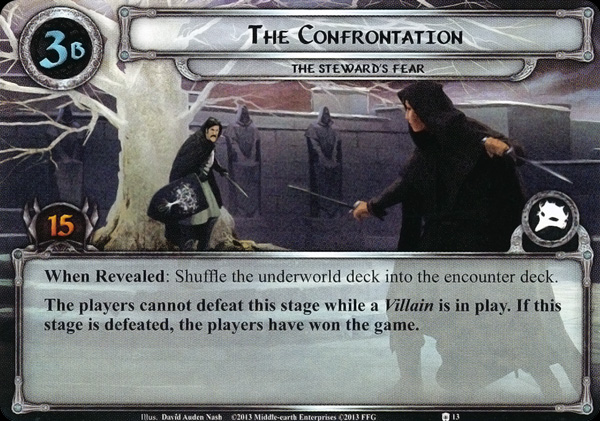 3B
THE CONFRONTATION
THE STEWARD'S FEAR
15
When Revealed: Shuffle the underworld deck into the encounter deck.
The players cannot defeat this stage while a Villain is in play. If this
stage is defeated, the players have won the game.
Illus. David Auden Nash ©2013 Middle-earth Enterprises ©2013 FFG 13